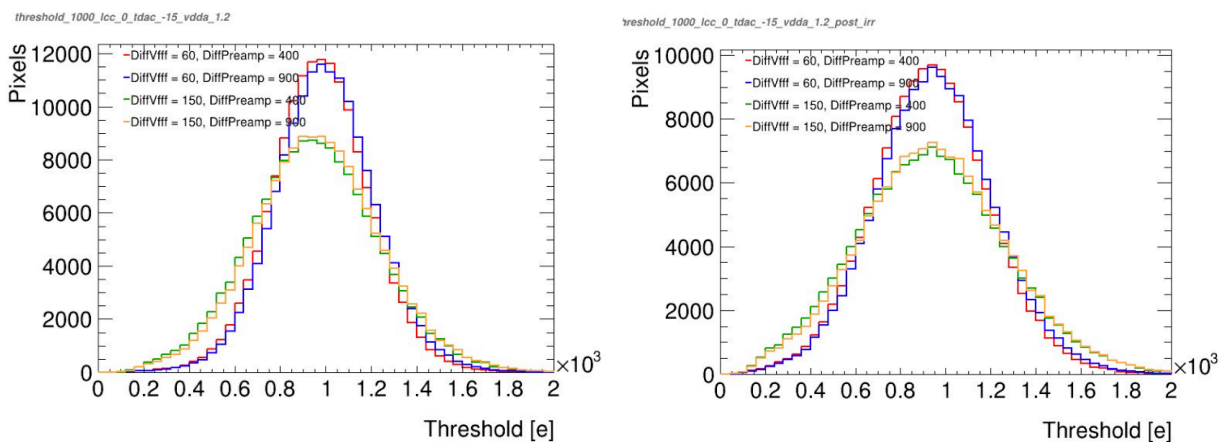 threshold_1000_lcc_0_tdac_-15_vdda_1.2
Pixels
12000
10000
8000
6000
4000
2000
0
DiffVfff = 60, DiffPreamp = 400
DiffVfff = 60, DiffPreamp = 900
DiffVfff = 150, DiffPreamp = 400
DiffVfff = 150, DiffPreamp = 900
0 0.2 0.4 0.6 0.8 1 1.2 1.4 1.6 1.8 2
×10³
Threshold [e]
hreshold_1000_lcc_0_tdac_-15_vdda_1.2_post_irr
Pixels
10000
8000
6000
4000
2000
0
DiffVfff = 60, DiffPreamp = 400
DiffVfff = 60, DiffPreamp = 900
DiffVfff = 150, DiffPreamp = 400
DiffVfff = 150, DiffPreamp = 900
0 0.2 0.4 0.6 0.8 1 1.2 1.4 1.6 1.8 2
×10³
Threshold [e]